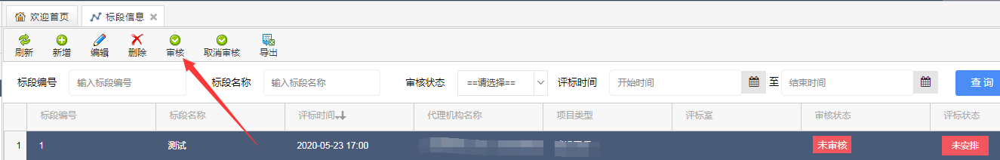 欢迎首页 标段信息
刷新 新增 编辑 删除 审核 取消审核 导出
标段编号 输入标段编号 标段名称 输入标段名称 审核状态 ==请选择== 评标时间 开始时间 至 结束时间 查 询
标段编号 标段名称 评标时间 代理机构名称 项目类型 评标室 审核状态 评标状态
1 1 测试 2020-05-23 17:00 未审核 未安排